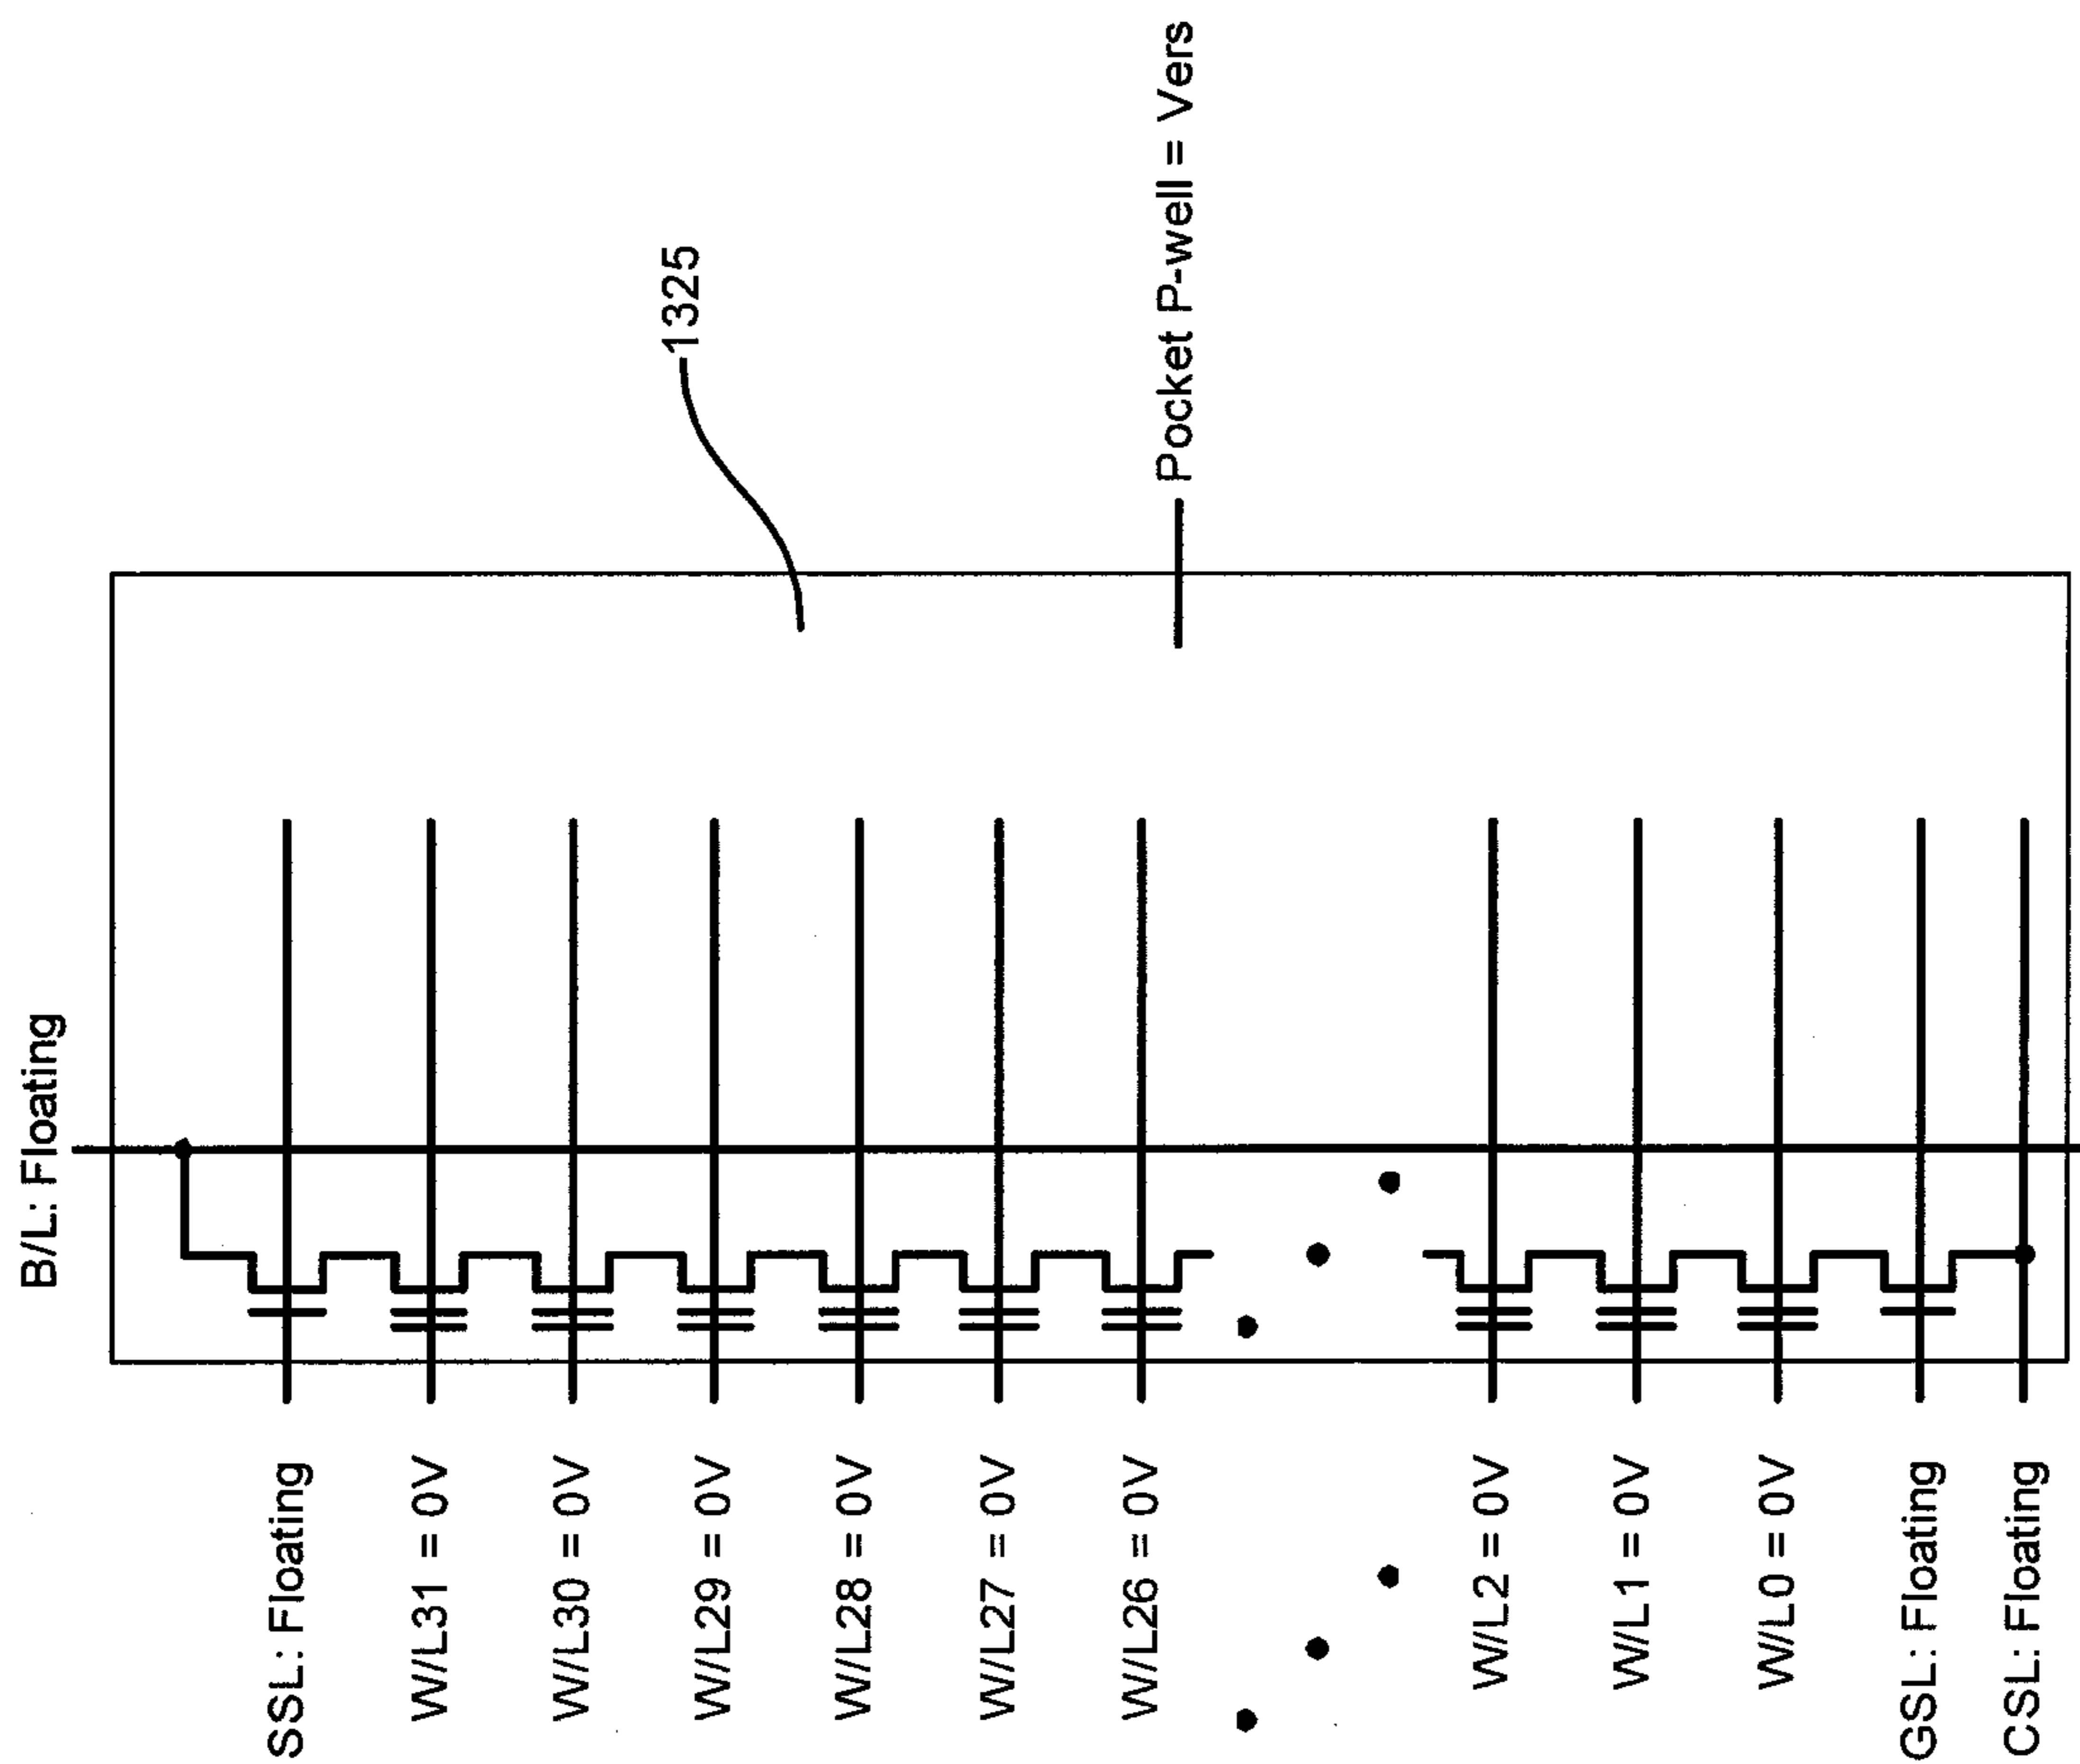 B/L: Floating
SSL: Floating
W/L31 = 0V
W/L30 = 0V
W/L29 = 0V
W/L28 = 0V
W/L27 = 0V
W/L26 = 0V
W/L2 = 0V
W/L1 = 0V
W/L0 = 0V
GSL: Floating
CSL: Floating
1325
Pocket P-well = Vers